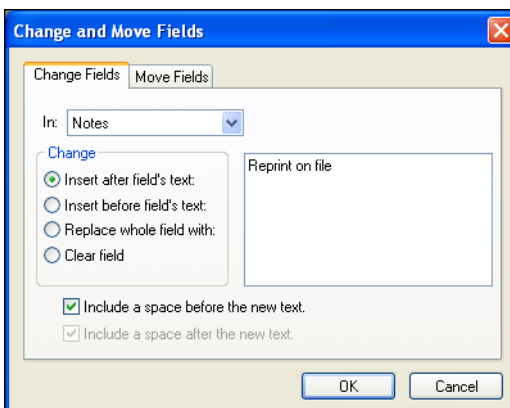 Change and Move Fields
Change Fields Move Fields
In: Notes
Change
Reprint on file
Insert after field's text:
Insert before field's text:
Replace whole field with:
Clear field
Include a space before the new text.
Include a space after the new text.
OK Cancel